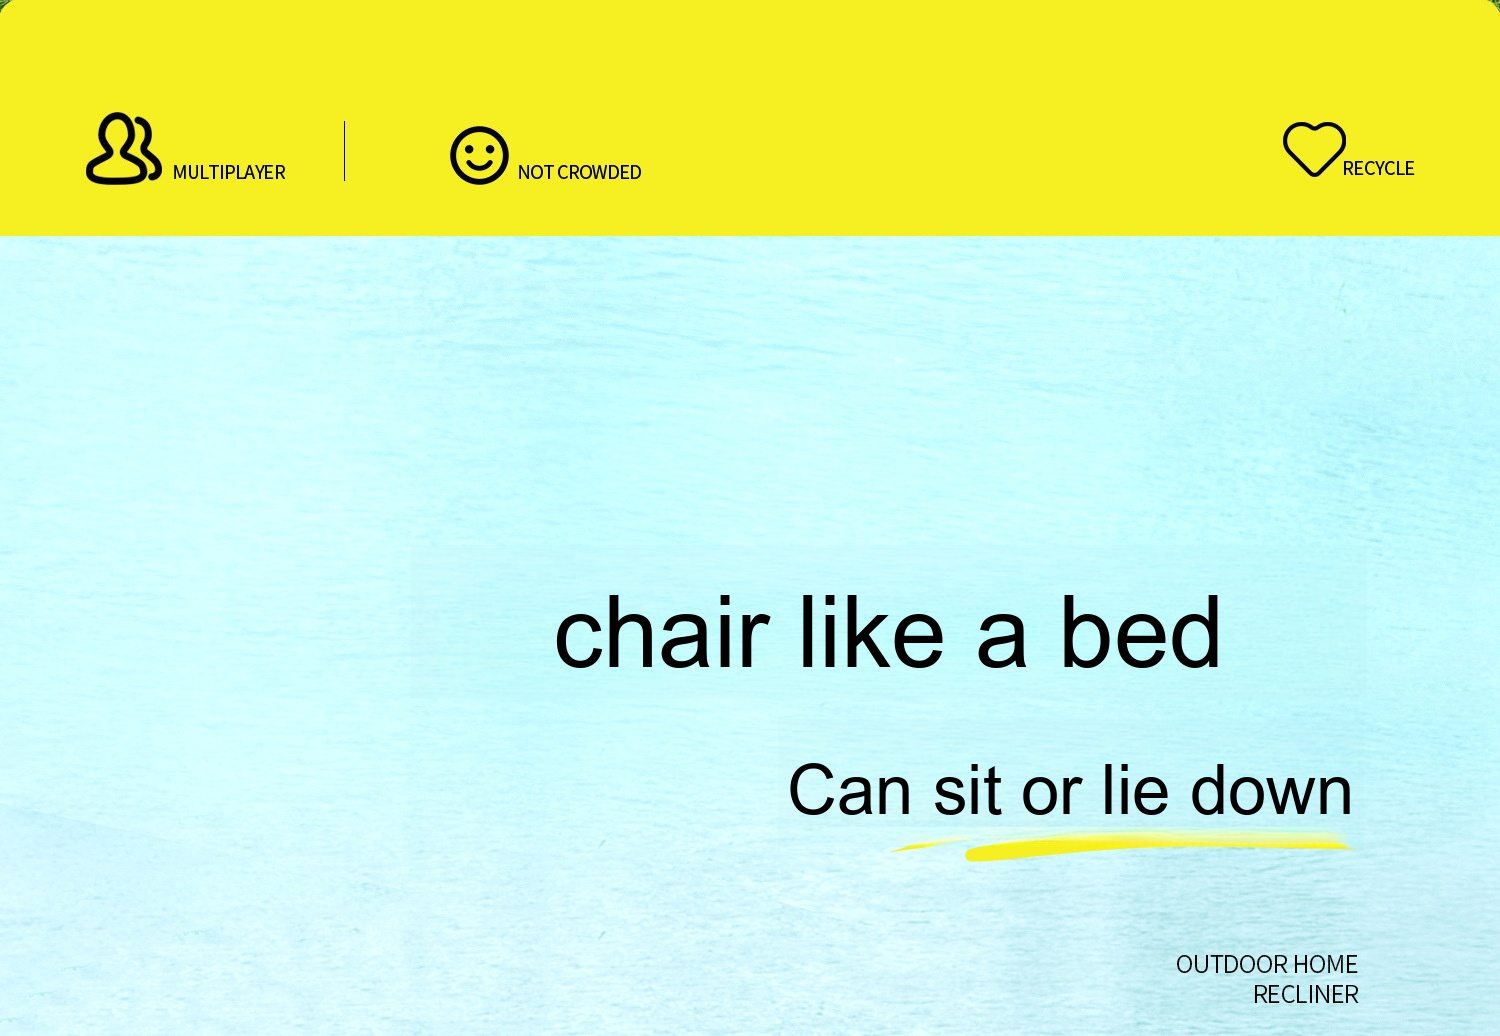 MULTIPLAYER
NOT CROWDED
RECYCLE
chair like a bed
Can sit or lie down
OUTDOOR HOME
RECLINER